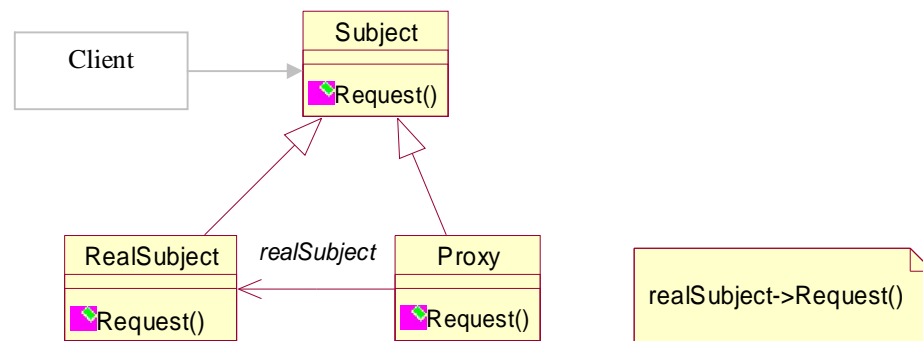 Client
Subject
Request()
RealSubject
Request()
realSubject
Proxy
Request()
realSubject->Request()